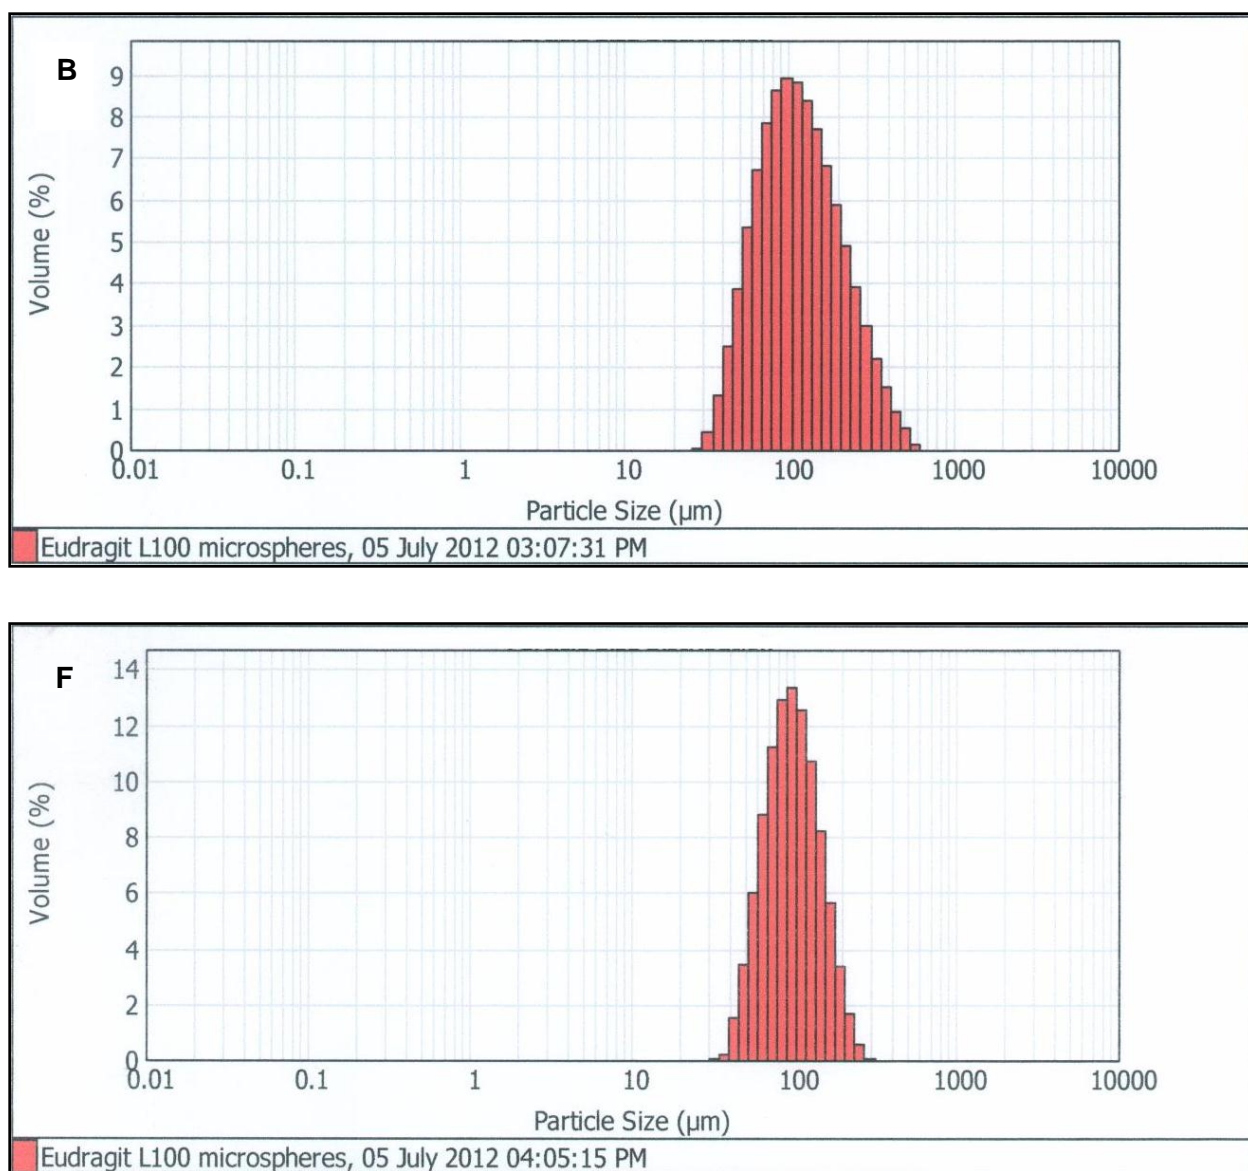 B
9
8
7
6
5
4
3
2
1
0
Volume (%)
0.01 0.1 1 10 100 1000 10000
Particle Size (µm)
Eudragit L100 microspheres, 05 July 2012 03:07:31 PM
F
14
12
10
8
6
4
2
0
Volume (%)
0.01 0.1 1 10 100 1000 10000
Particle Size (µm)
Eudragit L100 microspheres, 05 July 2012 04:05:15 PM